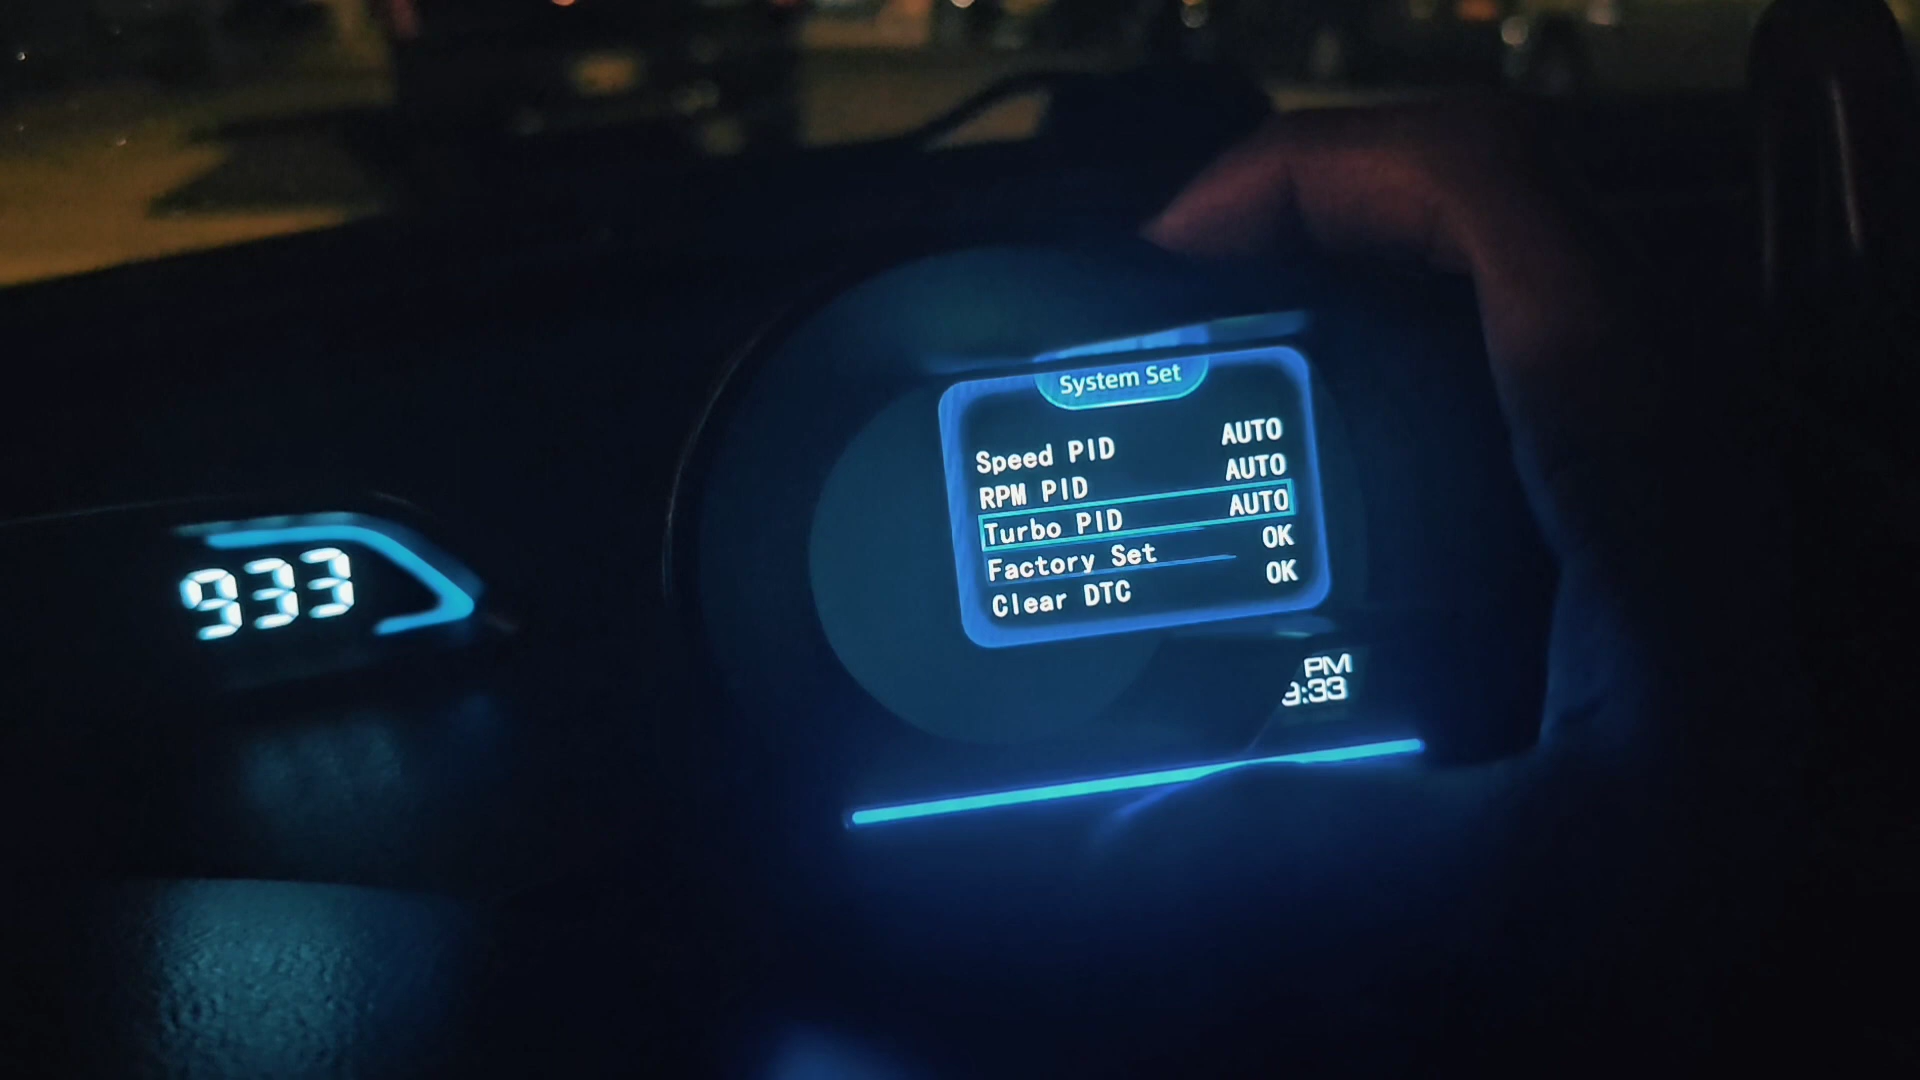 System Set
Speed PID AUTO
RPM PID AUTO
Turbo PID AUTO
Factory Set OK
Clear DTC OK
933
PM
9:33